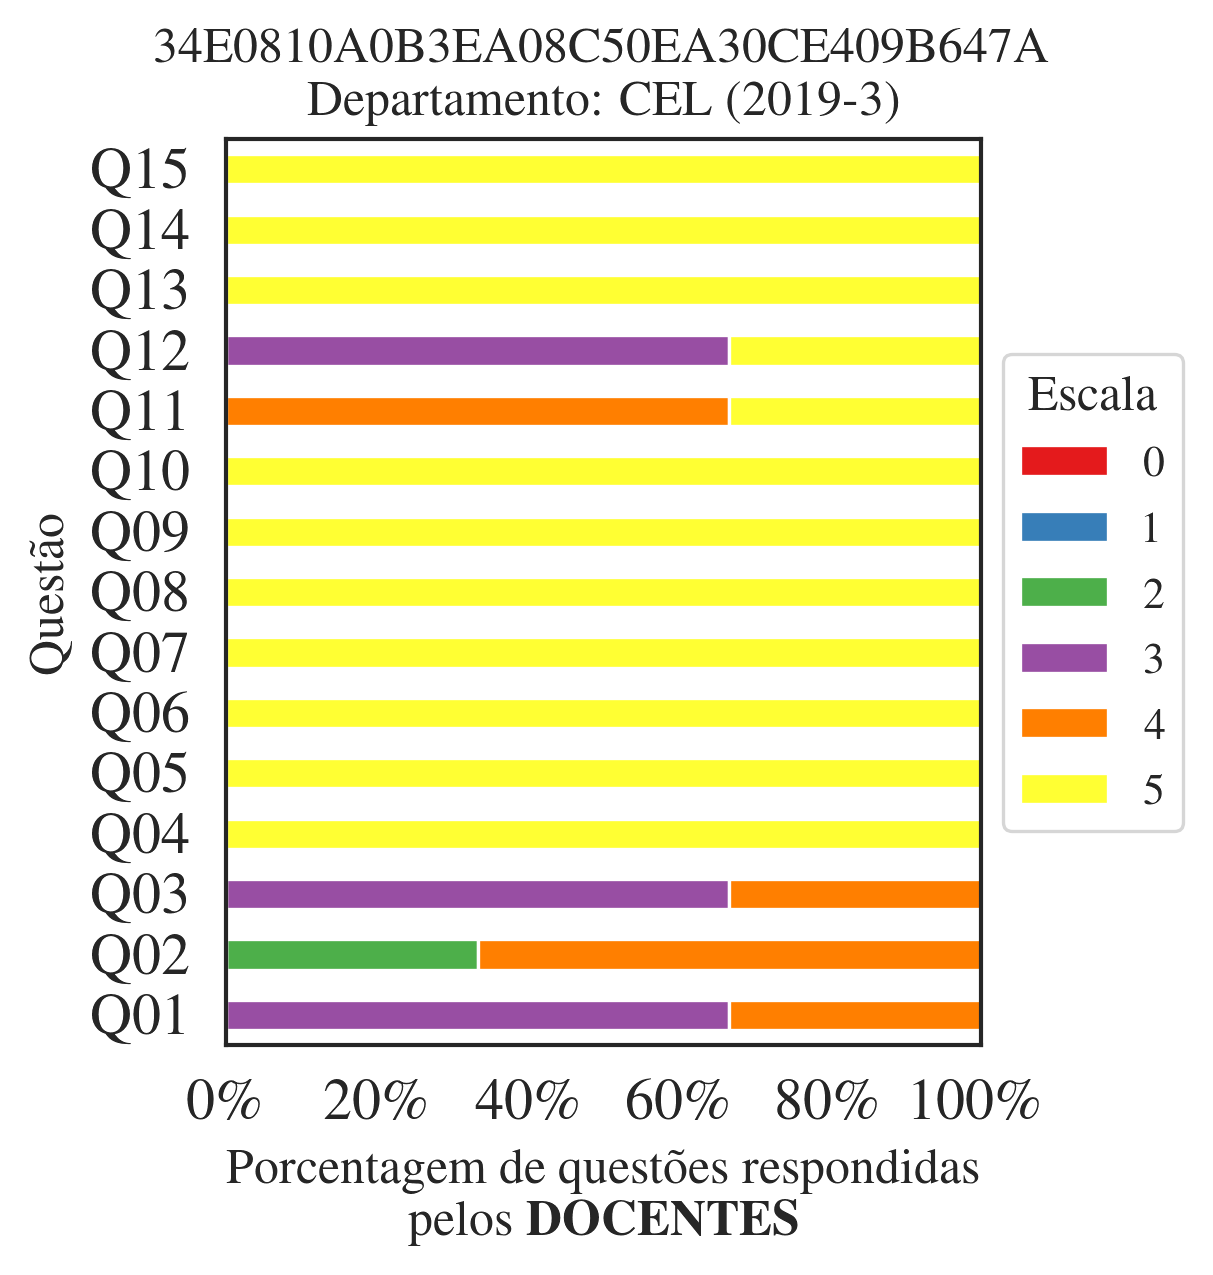 34E0810A0B3EA08C50EA30CE409B647A
Departamento: CEL (2019-3)
Q15
Q14
Q13
Q12
Q11
Q10
Q09
Q08
Q07
Q06
Q05
Q04
Q03
Q02
Q01
Questão
0% 20% 40% 60% 80% 100%
Porcentagem de questões respondidas
pelos DOCENTES
Escala
0
1
2
3
4
5